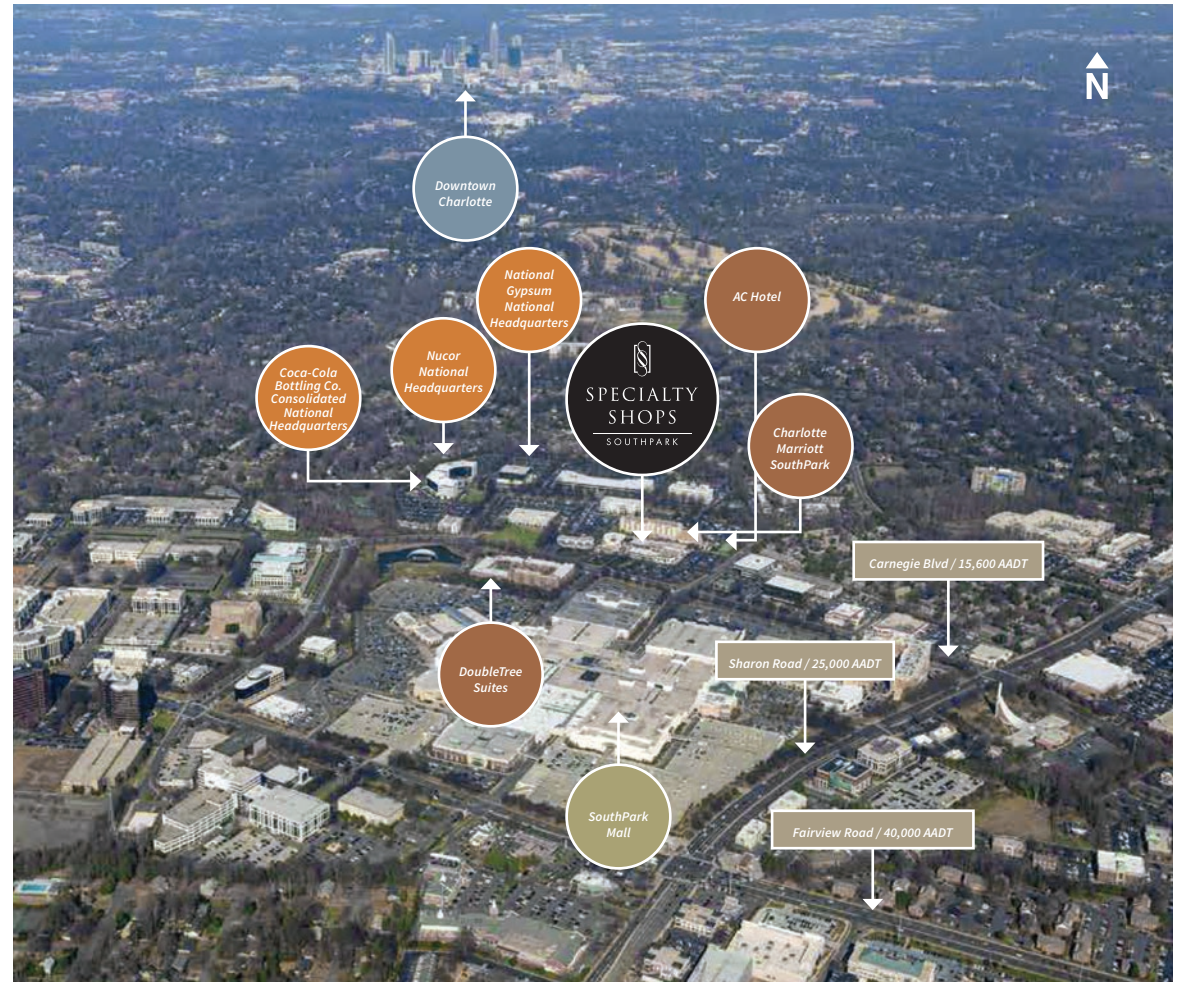 N
Downtown
Charlotte
National
Gypsum
National
Headquarters
AC Hotel
Nucor
National
Headquarters
SPECIALTY
SHOPS
SOUTHPARK
Coca-Cola
Bottling Co.
Consolidated
National
Headquarters
Charlotte
Marriott
SouthPark
Carnegie Blvd / 15,600 AADT
Sharon Road / 25,000 AADT
DoubleTree
Suites
SouthPark
Mall
Fairview Road / 40,000 AADT